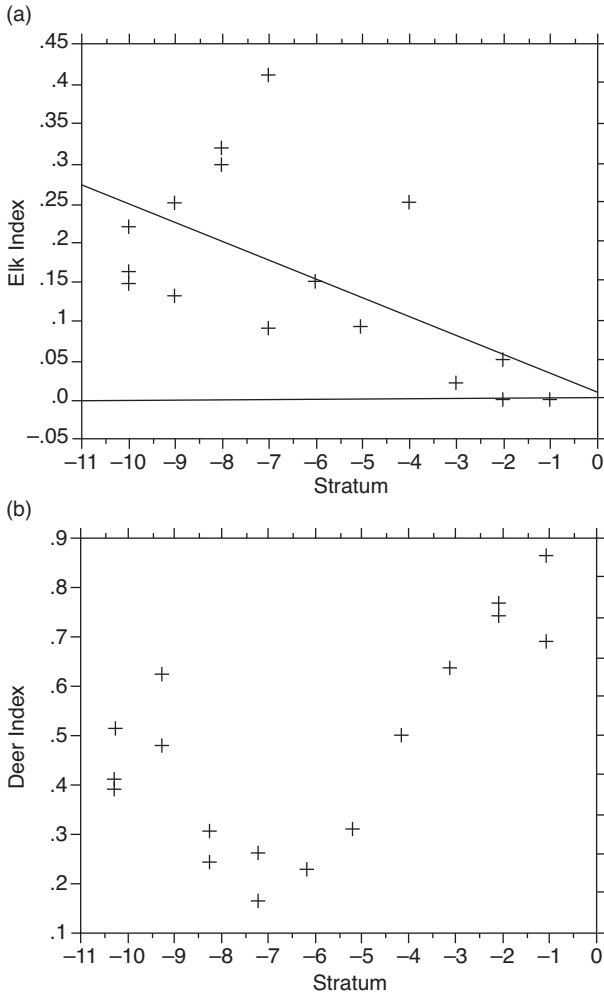 (a)
.45
.4
.35
.3
.25
.2
.15
.1
.05
.0
–.05
Elk Index
–11 –10 –9 –8 –7 –6 –5 –4 –3 –2 –1 0
Stratum
(b)
.9
.8
.7
.6
.5
.4
.3
.2
.1
Deer Index
–11 –10 –9 –8 –7 –6 –5 –4 –3 –2 –1 0
Stratum